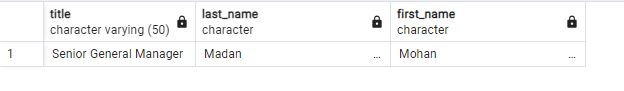 title last_name first_name
character varying (50) character character
1 Senior General Manager Madan ... Mohan ...